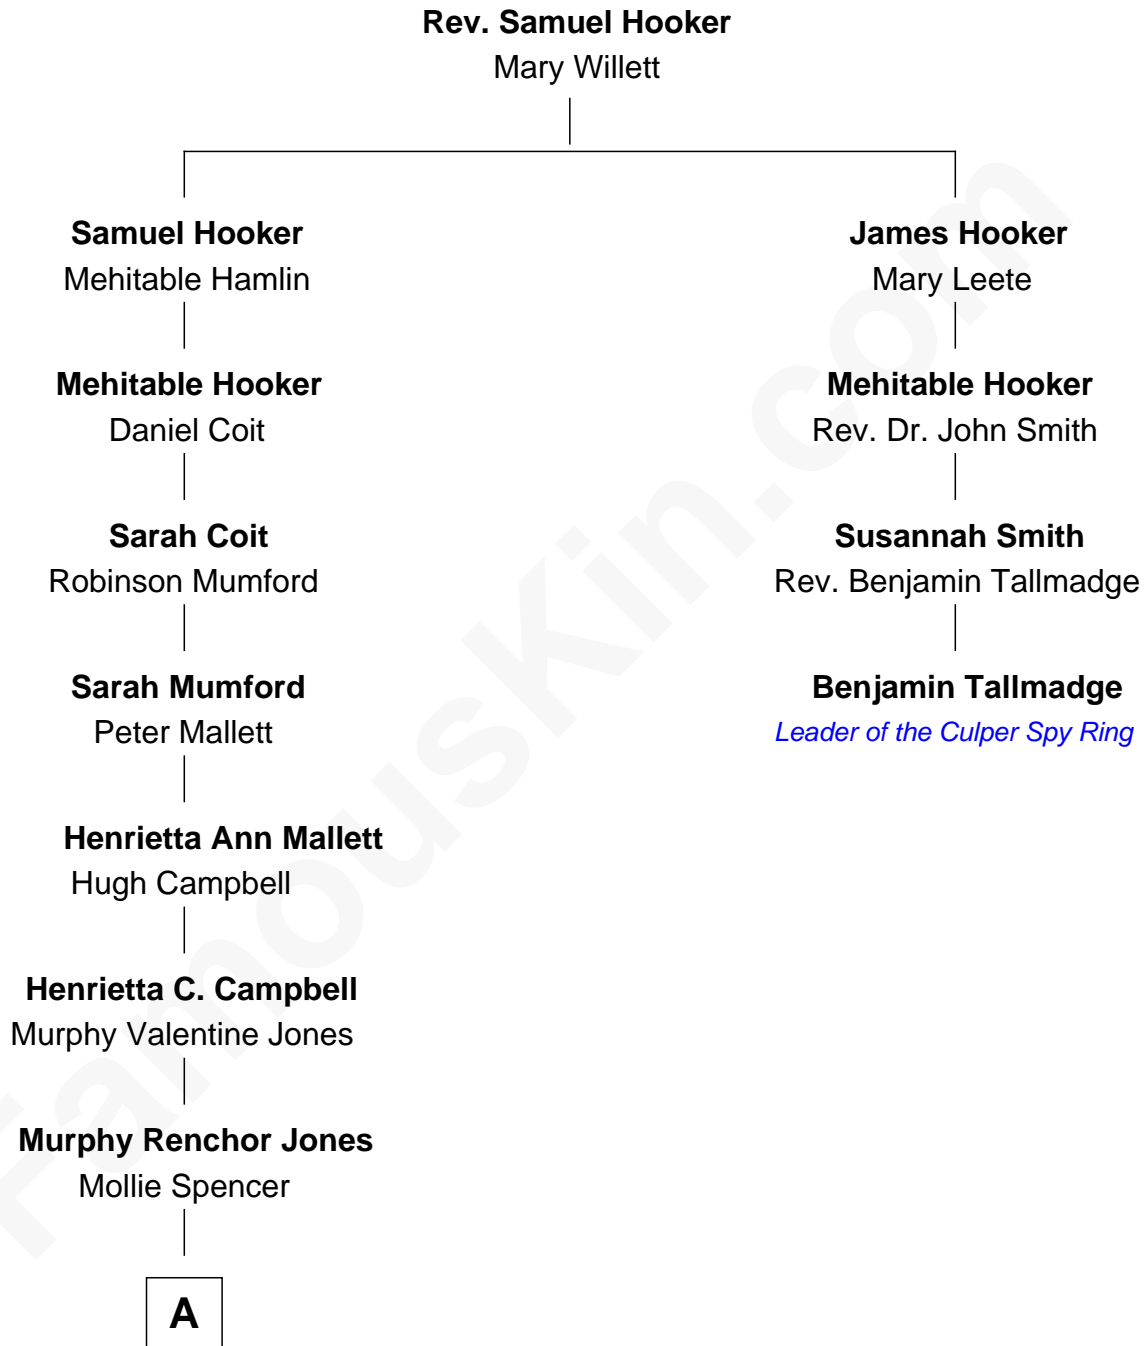 Rev. Samuel Hooker
Mary Willett
Samuel Hooker
Mehitable Hamlin
Mehitable Hooker
Daniel Coit
Sarah Coit
Robinson Mumford
Sarah Mumford
Peter Mallett
Henrietta Ann Mallett
Hugh Campbell
Henrietta C. Campbell
Murphy Valentine Jones
Murphy Renchor Jones
Mollie Spencer
A
James Hooker
Mary Leete
Mehitable Hooker
Rev. Dr. John Smith
Susannah Smith
Rev. Benjamin Tallmadge
Benjamin Tallmadge
Leader of the Culper Spy Ring
FamousKin.com